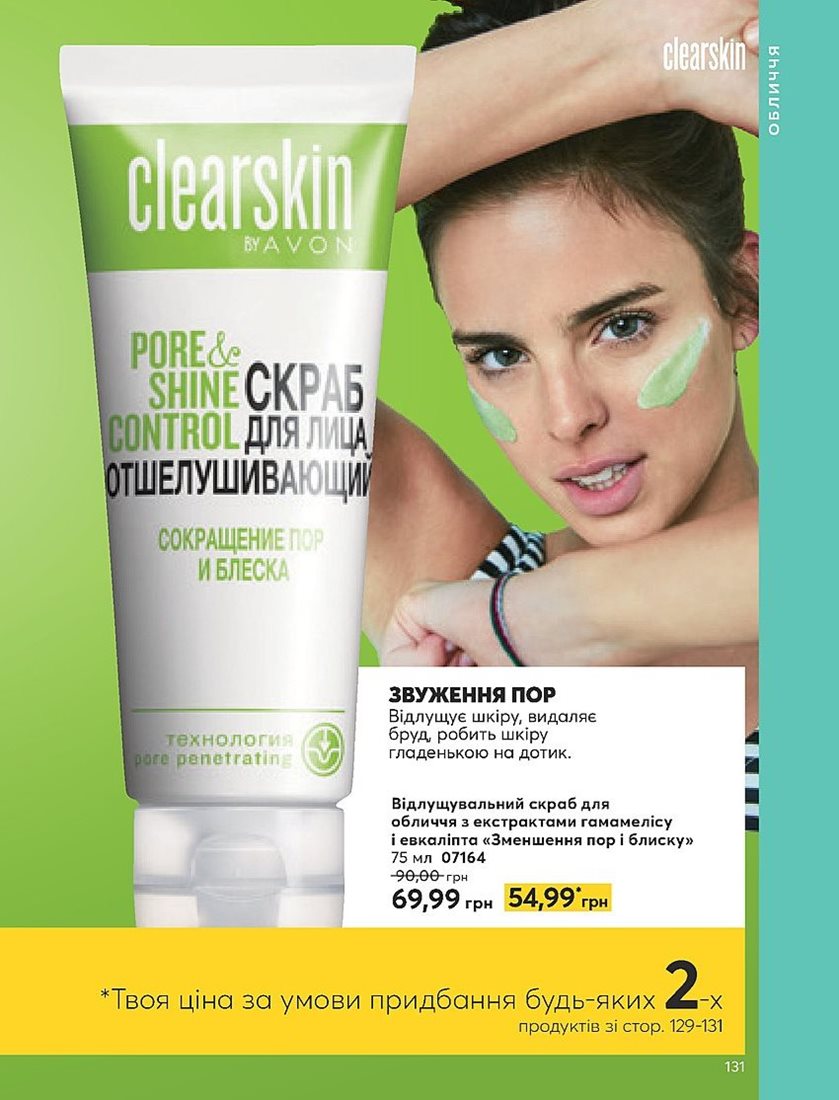 clearskin
ОБЛИЧЧЯ
clearskin
BY AVON
PORE &
SHINE
CONTROL
СКРАБ
ДЛЯ ЛИЦА
ОТШЕЛУШИВАЮЩИЙ
СОКРАЩЕНИЕ ПОР
И БЛЕСКА
технология
pore penetrating
ЗВУЖЕННЯ ПОР
Відлущує шкіру, видаляє
бруд, робить шкіру
гладенькою на дотик.
Відлущувальний скраб для
обличчя з екстрактами гамамелісу
і евкаліпта «Зменшення пор і блиску»
75 мл 07164
90,00 грн
69,99 грн 54,99* грн
*Твоя ціна за умови придбання будь-яких 2-х
продуктів зі стор. 129-131
131